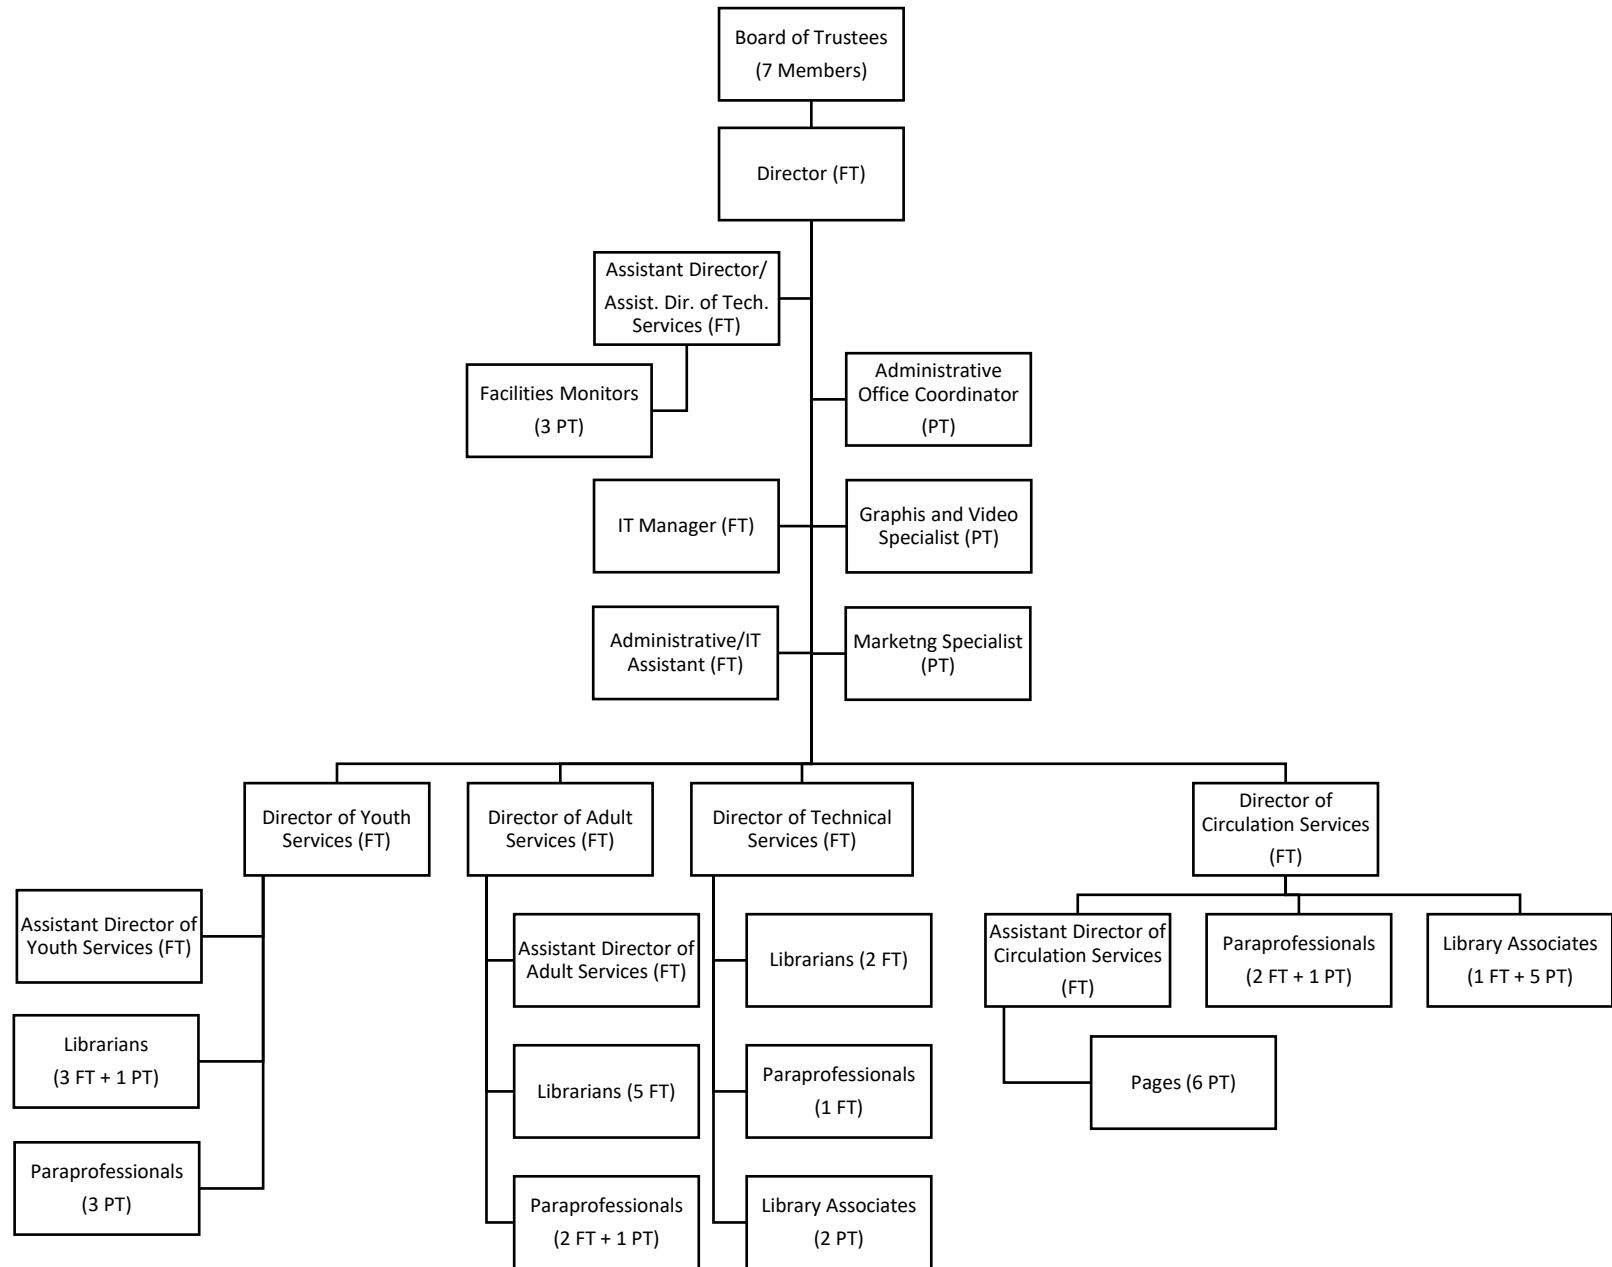 Board of Trustees
(7 Members)
Director (FT)
Assistant Director/
Assist. Dir. of Tech.
Services (FT)
Facilities Monitors
(3 PT)
Administrative
Office Coordinator
(PT)
IT Manager (FT)
Graphis and Video
Specialist (PT)
Administrative/IT
Assistant (FT)
Marketng Specialist
(PT)
Director of Youth
Services (FT)
Director of Adult
Services (FT)
Director of Technical
Services (FT)
Director of
Circulation Services
(FT)
Assistant Director of
Youth Services (FT)
Librarians
(3 FT + 1 PT)
Paraprofessionals
(3 PT)
Assistant Director of
Adult Services (FT)
Librarians (5 FT)
Paraprofessionals
(2 FT + 1 PT)
Librarians (2 FT)
Paraprofessionals
(1 FT)
Library Associates
(2 PT)
Assistant Director of
Circulation Services
(FT)
Pages (6 PT)
Paraprofessionals
(2 FT + 1 PT)
Library Associates
(1 FT + 5 PT)